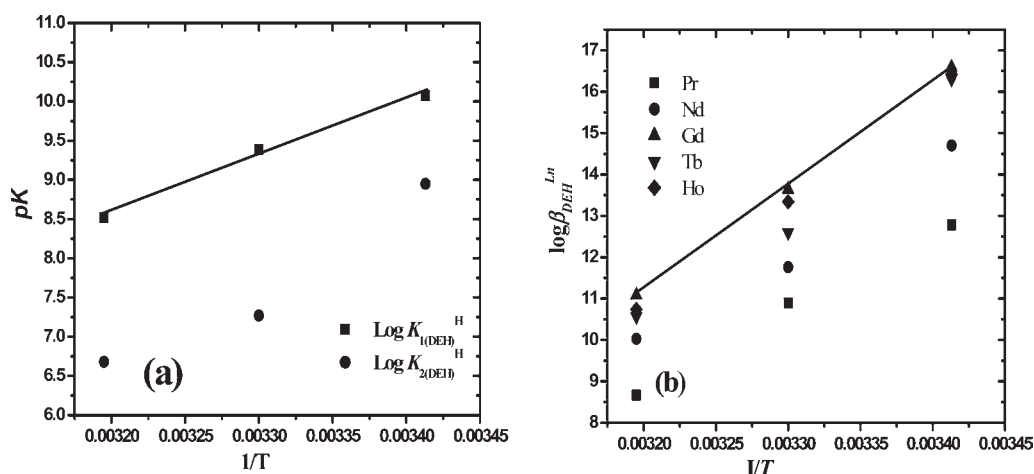 11.0
10.5
10.0
9.5
9.0
8.5
8.0
7.5
7.0
6.5
6.0
pK
Log K1(DEH)H
Log K2(DEH)H
(a)
0.00320 0.00325 0.00330 0.00335 0.00340 0.00345
1/T
17
16
15
14
13
12
11
10
9
8
logβDEHLn
Pr
Nd
Gd
Tb
Ho
(b)
0.00320 0.00325 0.00330 0.00335 0.00340 0.00345
1/T